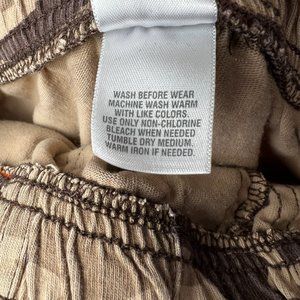 WASH BEFORE WEAR
MACHINE WASH WARM
WITH LIKE COLORS.
USE ONLY NON-CHLORINE
BLEACH WHEN NEEDED
TUMBLE DRY MEDIUM.
WARM IRON IF NEEDED.